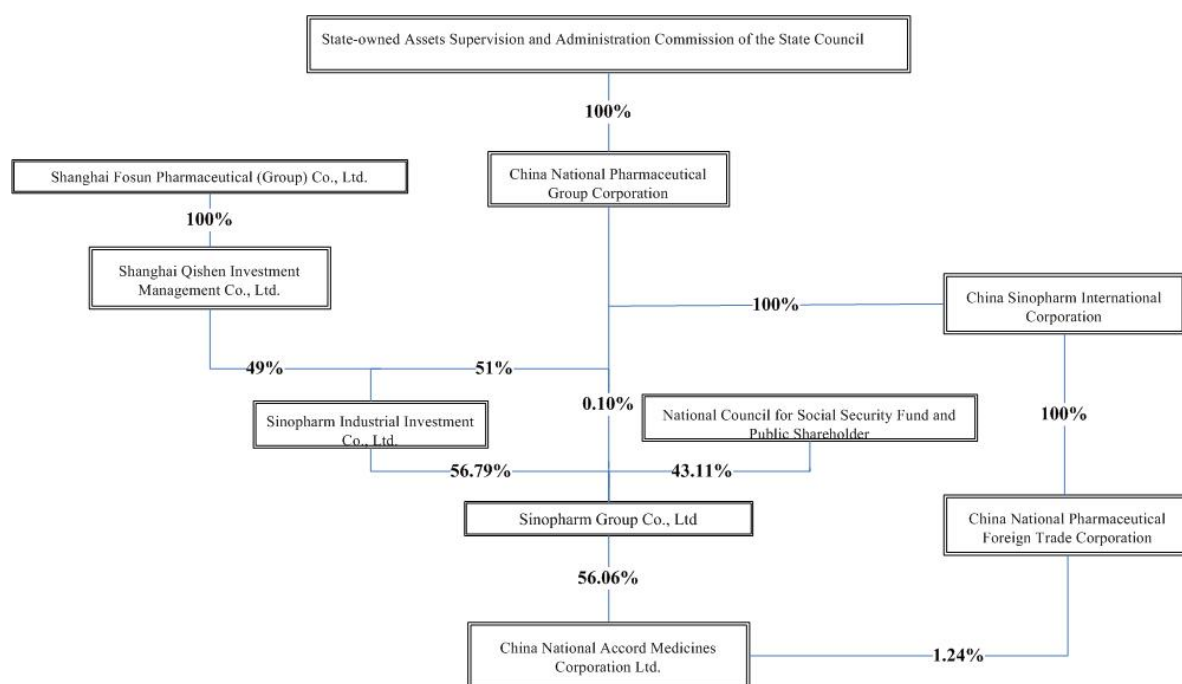 State-owned Assets Supervision and Administration Commission of the State Council
100%
China National Pharmaceutical
Group Corporation
Shanghai Fosun Pharmaceutical (Group) Co., Ltd.
100%
Shanghai Qishen Investment
Management Co., Ltd.
China Sinopharm International
Corporation
100%
49%
51%
0.10%
Sinopharm Industrial Investment
Co., Ltd.
National Council for Social Security Fund and
Public Shareholder
100%
56.79%
43.11%
Sinopharm Group Co., Ltd
China National Pharmaceutical
Foreign Trade Corporation
56.06%
China National Accord Medicines
Corporation Ltd.
1.24%